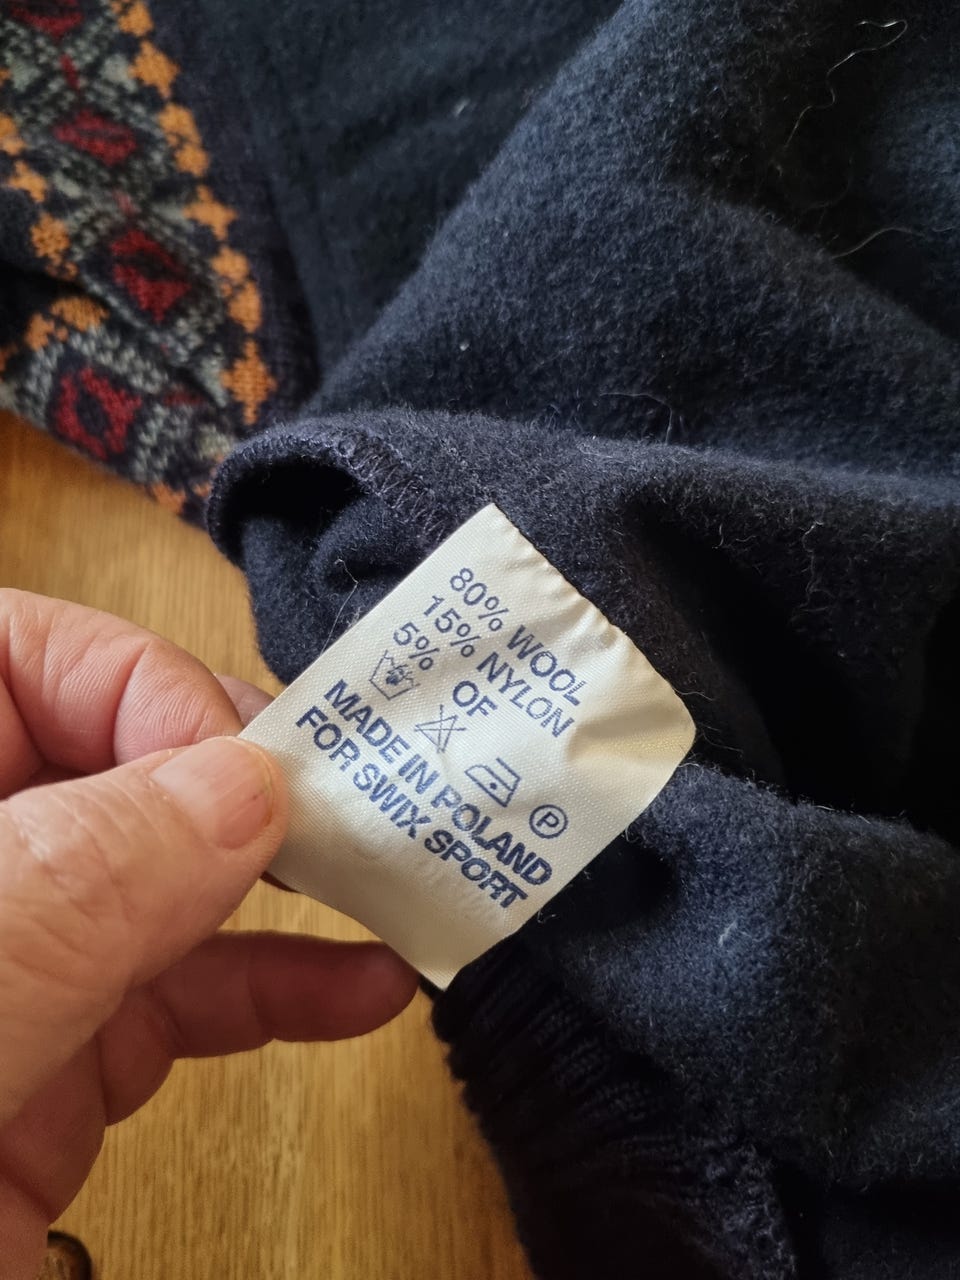 80% WOOL
15% NYLON
5% OF
P
MADE IN POLAND
FOR SWIX SPORT